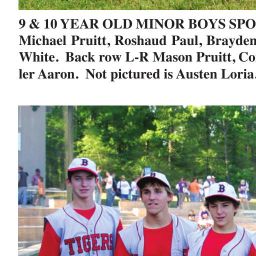 9 & 10 YEAR OLD MINOR BOYS SPO
Michael Pruitt, Roshaud Paul, Brayden
White. Back row L-R Mason Pruitt, Co
ler Aaron. Not pictured is Austen Loria.
B
B
B
TIGERS